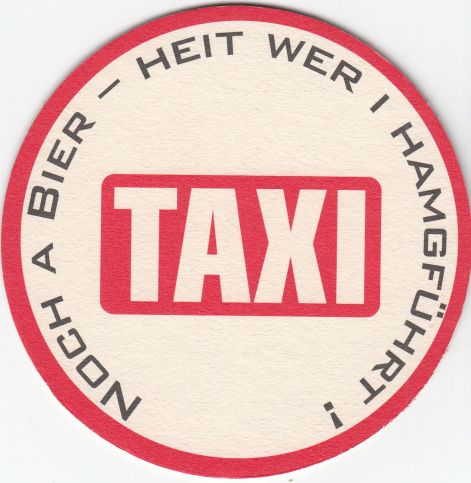 NOCH A BIER – HEIT WER I HAMGFÜHRT !
TAXI